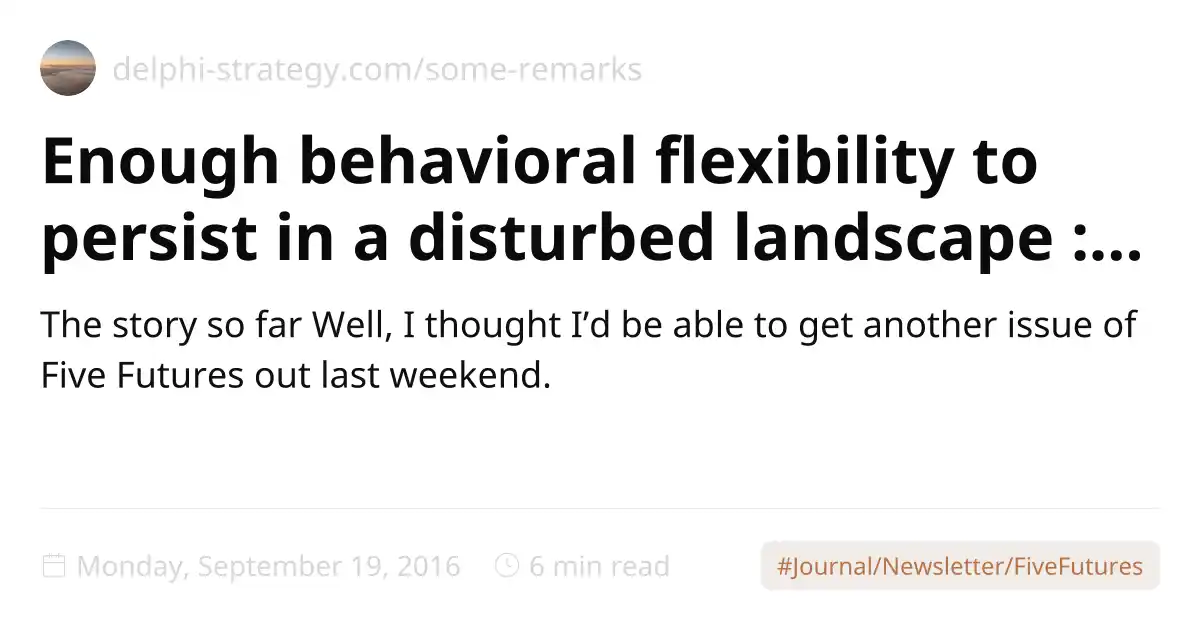 delphi-strategy.com/some-remarks
Enough behavioral flexibility to
persist in a disturbed landscape :...
The story so far Well, I thought I’d be able to get another issue of
Five Futures out last weekend.
Monday, September 19, 2016 6 min read #Journal/Newsletter/FiveFutures